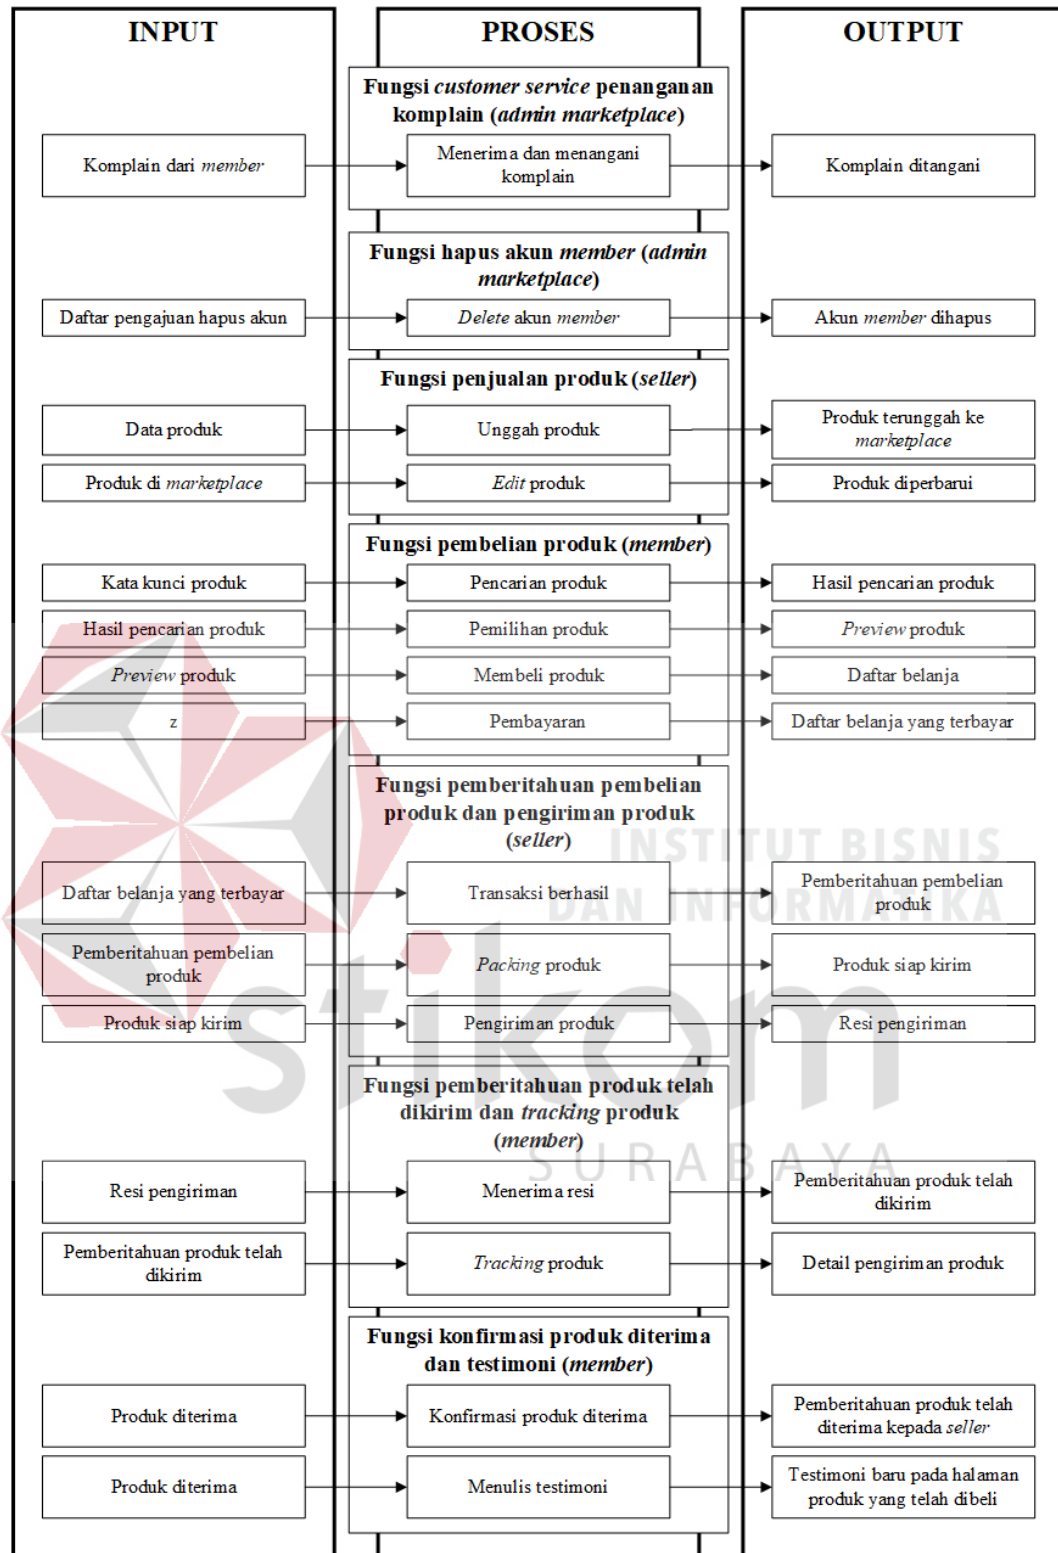 INPUT
PROSES
OUTPUT
Fungsi customer service penanganan
komplain (admin marketplace)
Komplain dari member
Menerima dan menangani
komplain
Komplain ditangani
Fungsi hapus akun member (admin
marketplace)
Daftar pengajuan hapus akun
Delete akun member
Akun member dihapus
Fungsi penjualan produk (seller)
Data produk
Unggah produk
Produk terunggah ke
marketplace
Produk di marketplace
Edit produk
Produk diperbarui
Fungsi pembelian produk (member)
Kata kunci produk
Pencarian produk
Hasil pencarian produk
Hasil pencarian produk
Pemilihan produk
Preview produk
Preview produk
Membeli produk
Daftar belanja
z
Pembayaran
Daftar belanja yang terbayar
Fungsi pemberitahuan pembelian
produk dan pengiriman produk
(seller)
Daftar belanja yang terbayar
Transaksi berhasil
Pemberitahuan pembelian
produk
Pemberitahuan pembelian
produk
Packing produk
Produk siap kirim
Produk siap kirim
Pengiriman produk
Resi pengiriman
Fungsi pemberitahuan produk telah
dikirim dan tracking produk
(member)
Resi pengiriman
Menerima resi
Pemberitahuan produk telah
dikirim
Pemberitahuan produk telah
dikirim
Tracking produk
Detail pengiriman produk
Fungsi konfirmasi produk diterima
dan testimoni (member)
Produk diterima
Konfirmasi produk diterima
Pemberitahuan produk telah
diterima kepada seller
Produk diterima
Menulis testimoni
Testimoni baru pada halaman
produk yang telah dibeli
INSTITUT BISNIS
DAN INFORMATIKA
stikom
SURABAYA